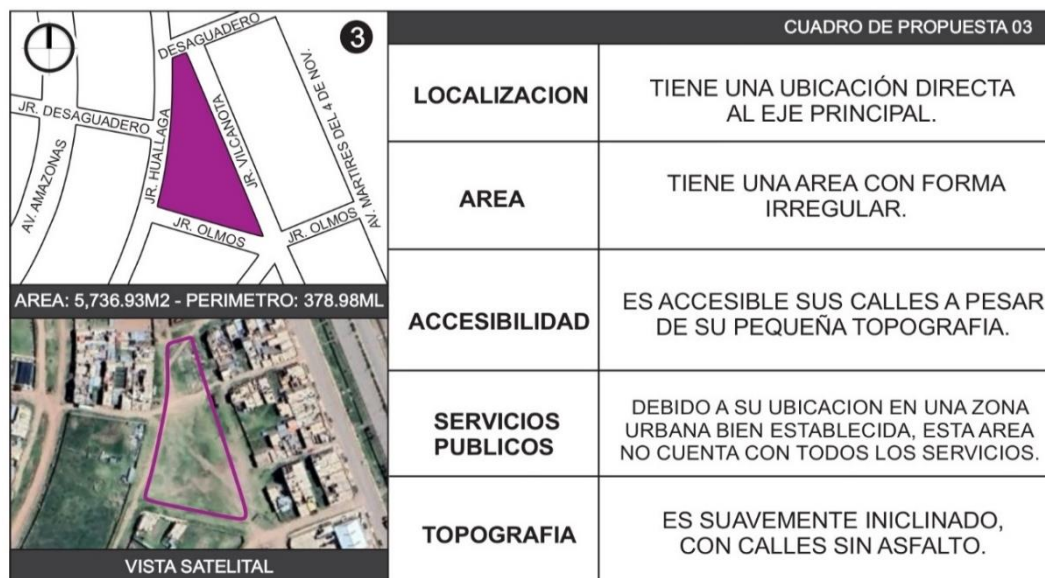 3
DESAGUADERO
JR. DESAGUADERO
JR. HUALLAGA
JR. VILCANOTA
AV. MARTIRES DEL 4 DE NOV.
AV. AMAZONAS
JR. OLMOS
JR. OLMOS
AREA: 5,736.93M2 - PERIMETRO: 378.98ML
VISTA SATELITAL
CUADRO DE PROPUESTA 03
LOCALIZACION
TIENE UNA UBICACIÓN DIRECTA
AL EJE PRINCIPAL.
AREA
TIENE UNA AREA CON FORMA
IRREGULAR.
ACCESIBILIDAD
ES ACCESIBLE SUS CALLES A PESAR
DE SU PEQUEÑA TOPOGRAFIA.
SERVICIOS
PUBLICOS
DEBIDO A SU UBICACION EN UNA ZONA
URBANA BIEN ESTABLECIDA, ESTA AREA
NO CUENTA CON TODOS LOS SERVICIOS.
TOPOGRAFIA
ES SUAVEMENTE INICLINADO,
CON CALLES SIN ASFALTO.